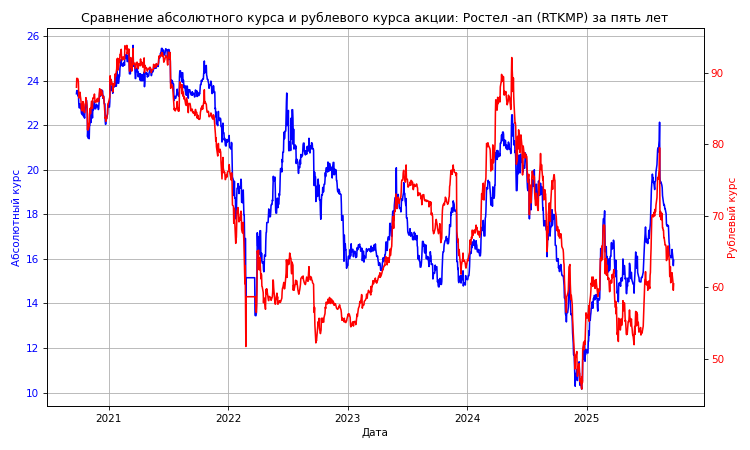 Сравнение абсолютного курса и рублевого курса акции: Ростел -ап (RTKMP) за пять лет
26
24
22
20
18
16
14
12
10
Абсолютный курс
90
80
70
60
50
Рублевый курс
2021 2022 2023 2024 2025
Дата